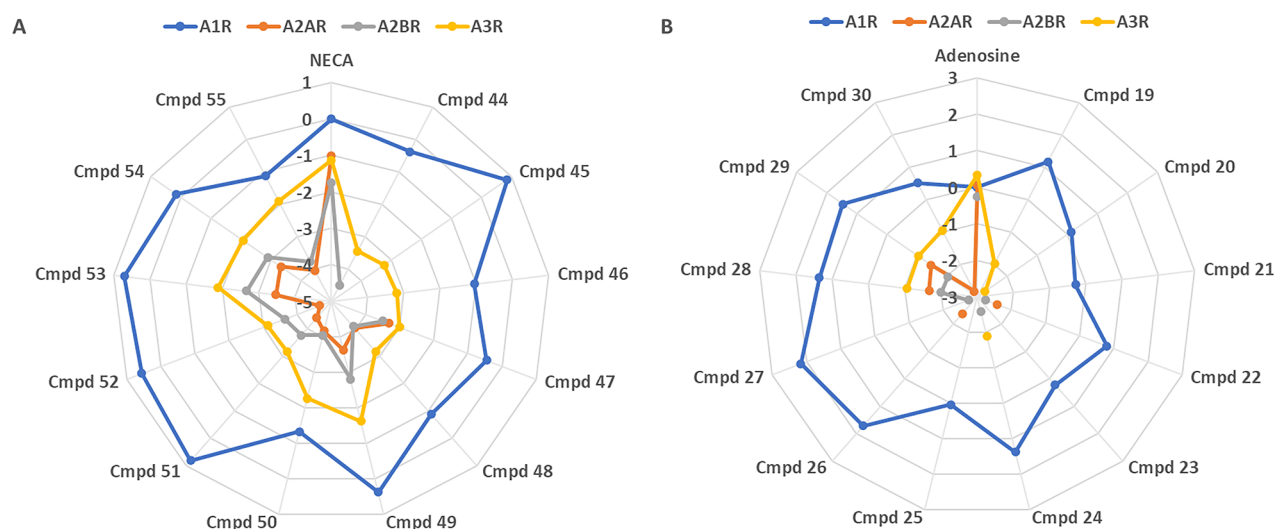 A
A1R A2AR A2BR A3R
NECA
Cmpd 44
Cmpd 45
Cmpd 46
Cmpd 47
Cmpd 48
Cmpd 49
Cmpd 50
Cmpd 51
Cmpd 52
Cmpd 53
Cmpd 54
Cmpd 55
1
0
-1
-2
-3
-4
-5
B
A1R A2AR A2BR A3R
Adenosine
Cmpd 19
Cmpd 20
Cmpd 21
Cmpd 22
Cmpd 23
Cmpd 24
Cmpd 25
Cmpd 26
Cmpd 27
Cmpd 28
Cmpd 29
Cmpd 30
3
2
1
0
-1
-2
-3